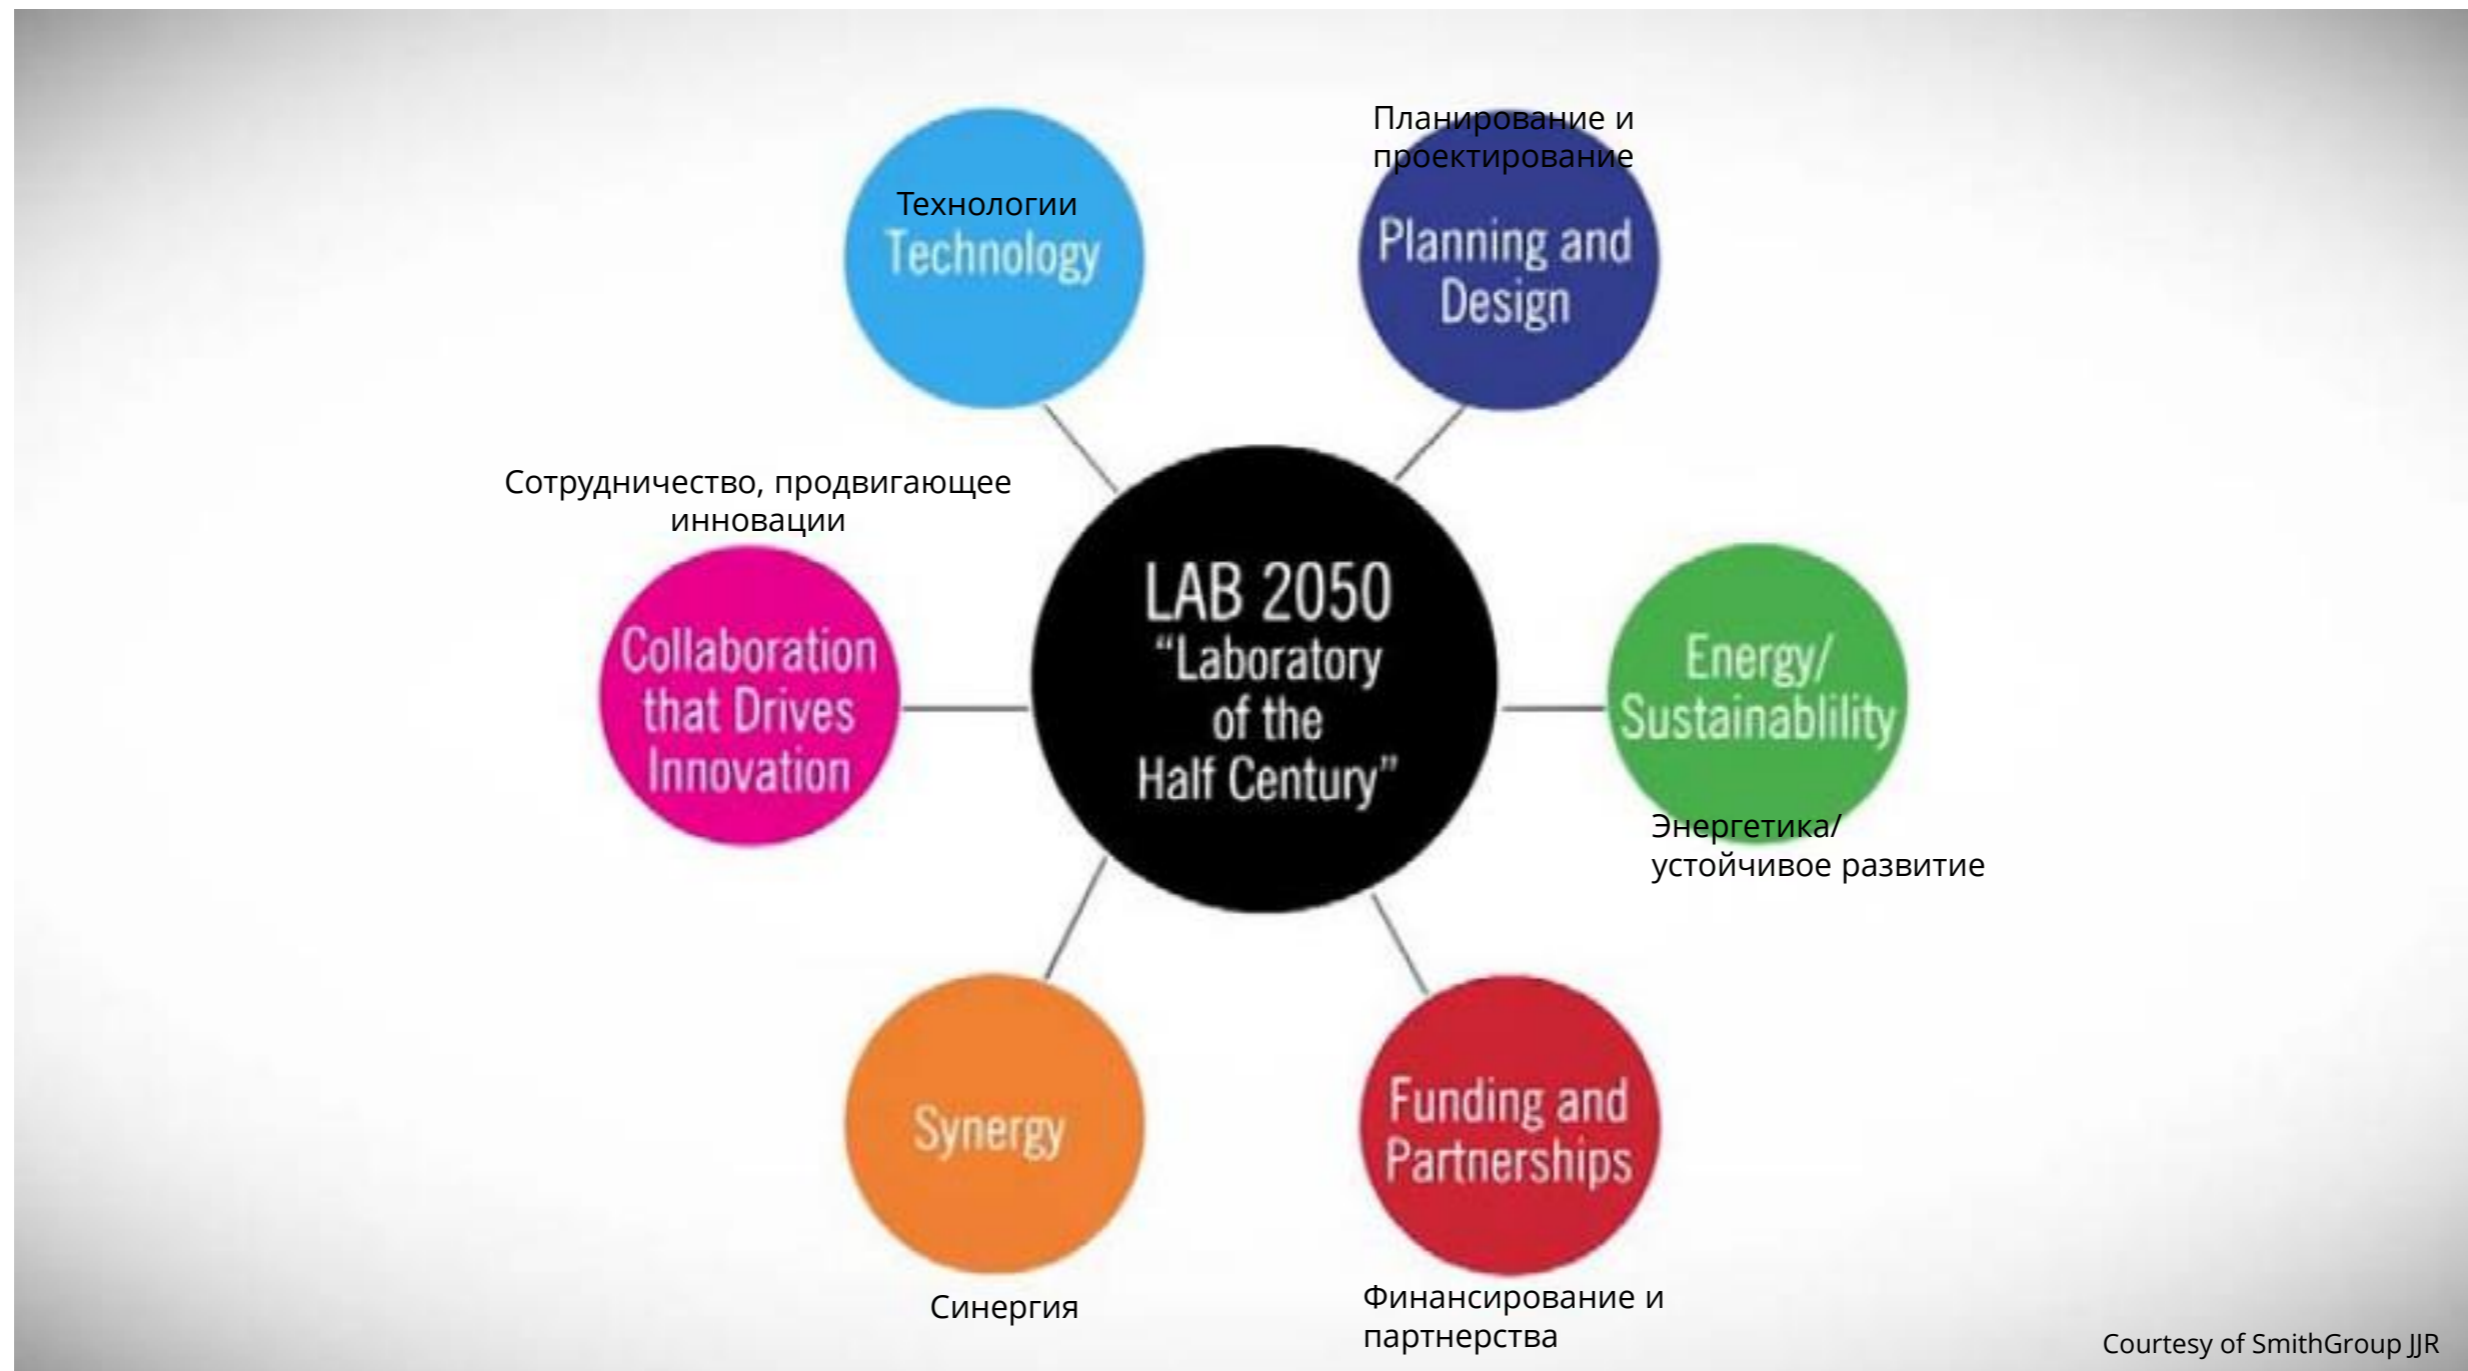 Технологии
Technology
Планирование и
проектирование
Planning and
Design
Сотрудничество, продвигающее
инновации
Collaboration
that Drives
Innovation
LAB 2050
“Laboratory
of the
Half Century”
Energy/
Sustainablility
Энергетика/
устойчивое развитие
Synergy
Синергия
Funding and
Partnerships
Финансирование и
партнерства
Courtesy of SmithGroup JJR